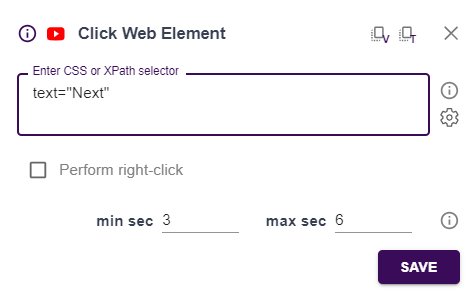 Click Web Element
V
T
Enter CSS or XPath selector
text="Next"
Perform right-click
min sec 3 max sec 6
SAVE